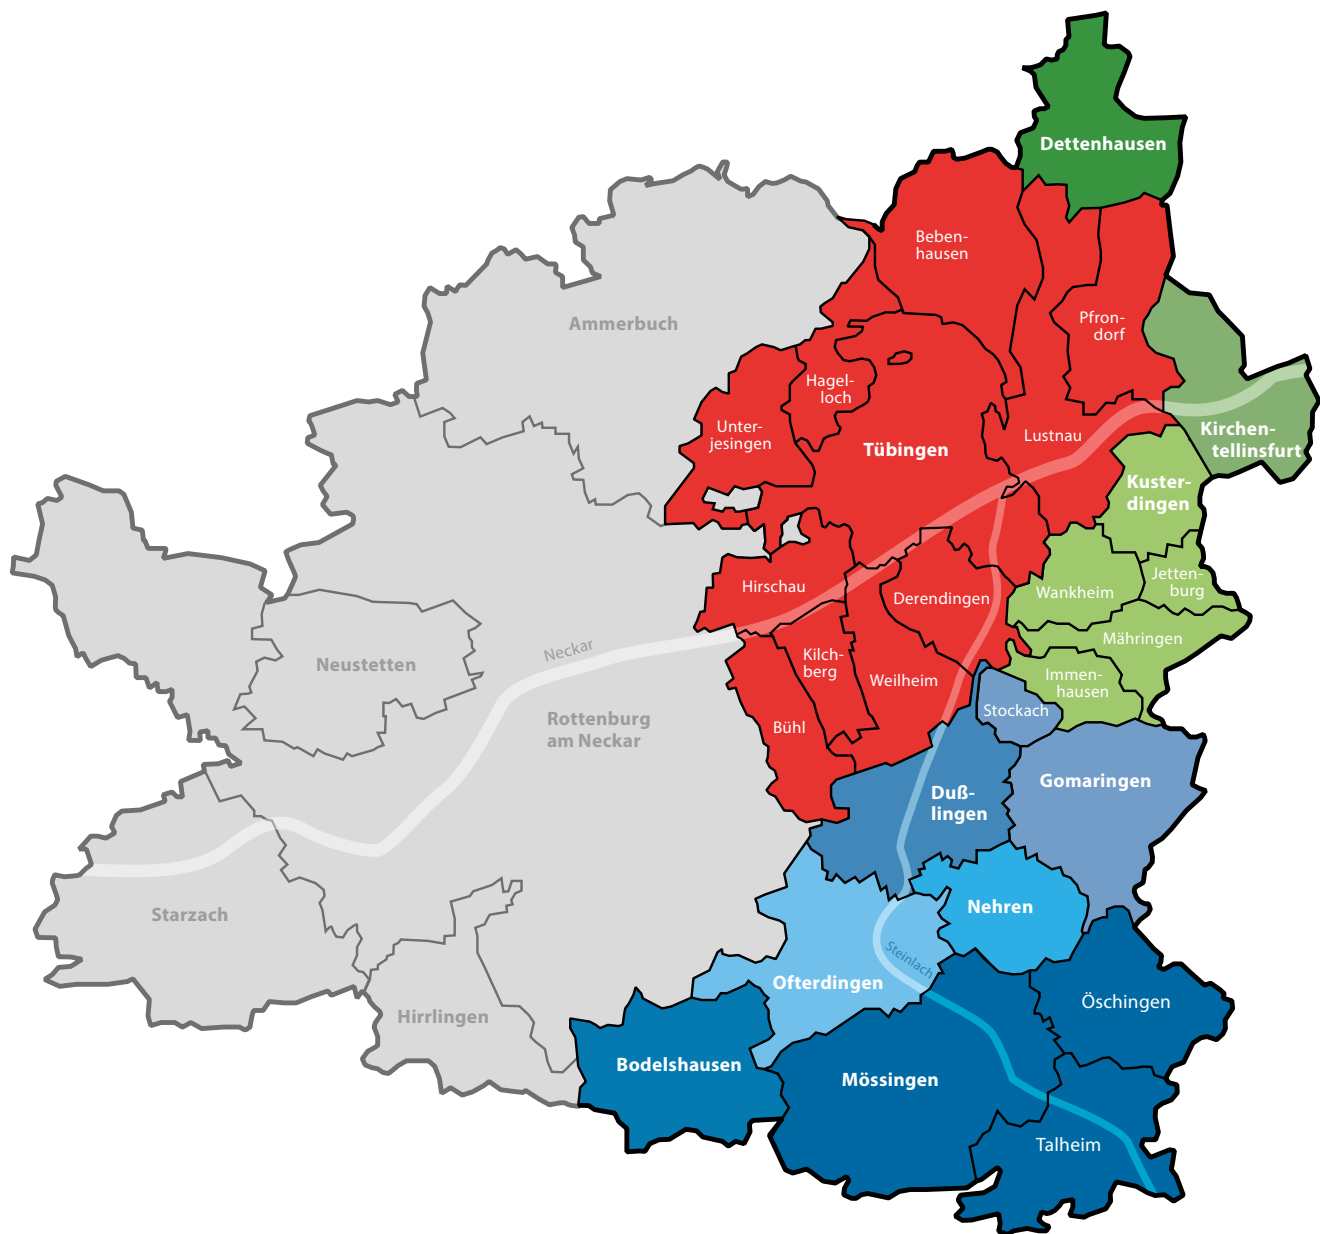 Dettenhausen
Beben-
hausen
Pfron-
dorf
Ammerbuch
Hagel-
loch
Unter-
jesingen
Tübingen
Lustnau
Kirchen-
tellinsfurt
Kuster-
dingen
Hirschau
Derendingen
Wankheim
Jetten-
burg
Mähringen
Neustetten
Neckar
Kilch-
berg
Weilheim
Immen-
hausen
Stockach
Rottenburg
am Neckar
Bühl
Gomaringen
Duß-
lingen
Starzach
Nehren
Steinlach
Ofterdingen
Öschingen
Hirrlingen
Bodelshausen
Mössingen
Talheim